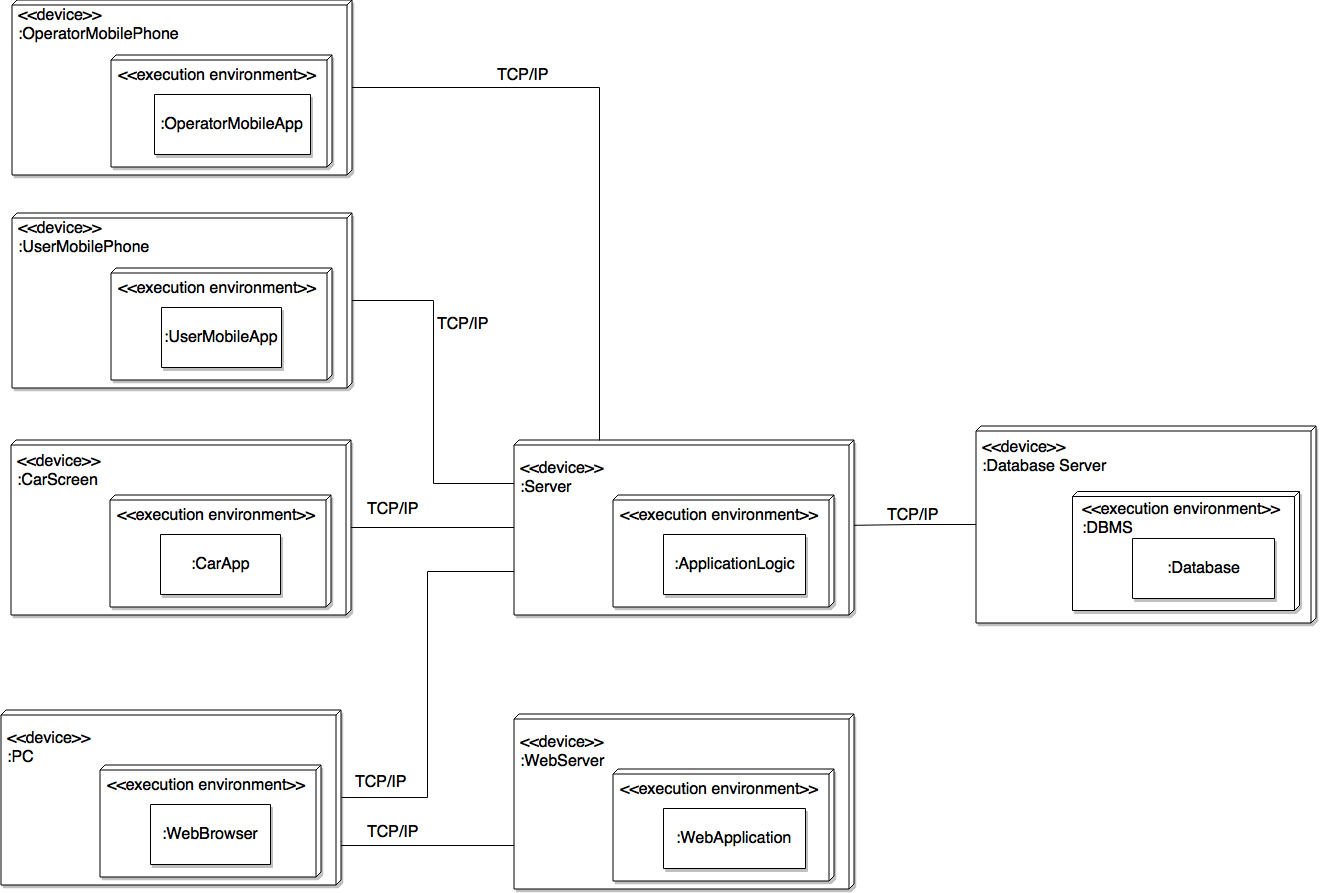 <<device>>
:OperatorMobilePhone
<<execution environment>>
:OperatorMobileApp
TCP/IP
<<device>>
:UserMobilePhone
<<execution environment>>
:UserMobileApp
TCP/IP
<<device>>
:CarScreen
<<execution environment>>
:CarApp
TCP/IP
<<device>>
:Server
<<execution environment>>
:ApplicationLogic
TCP/IP
<<device>>
:Database Server
<<execution environment>>
:DBMS
:Database
<<device>>
:PC
<<execution environment>>
:WebBrowser
TCP/IP
TCP/IP
<<device>>
:WebServer
<<execution environment>>
:WebApplication